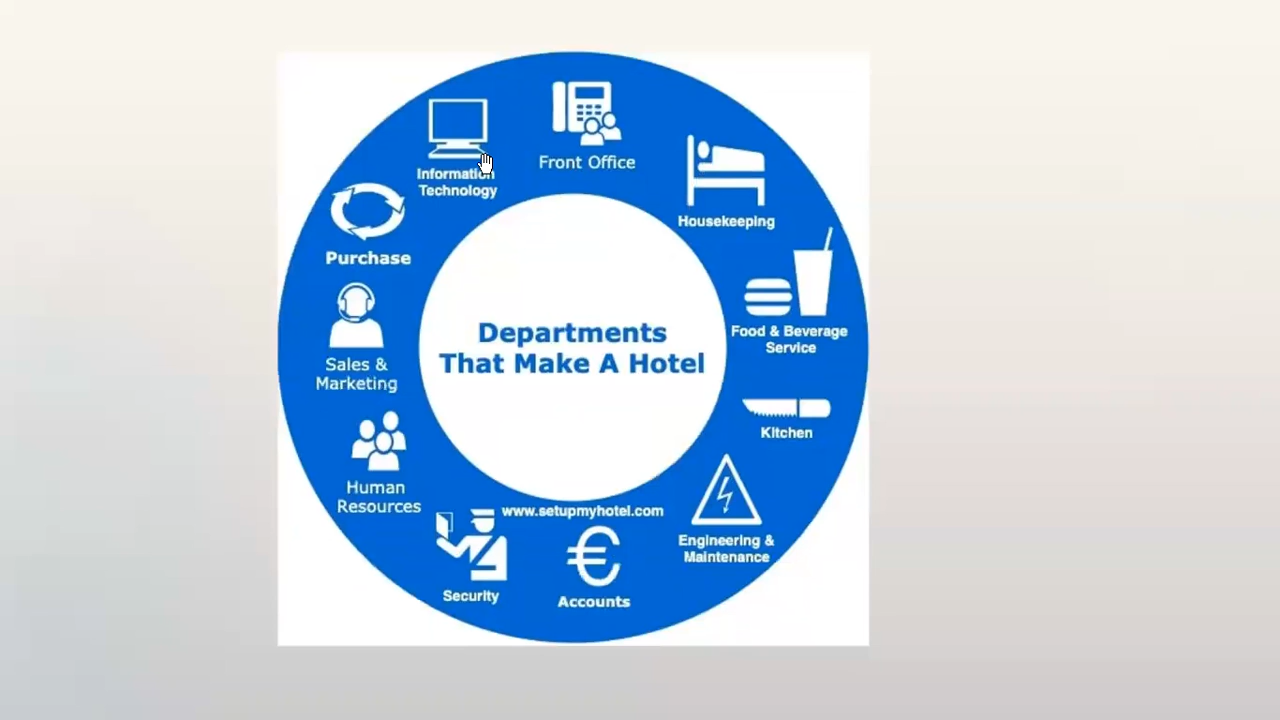 Front Office
Housekeeping
Food & Beverage
Service
Kitchen
Engineering &
Maintenance
Accounts
Security
Human
Resources
Sales &
Marketing
Purchase
Information
Technology
Departments
That Make A Hotel
www.setupmyhotel.com